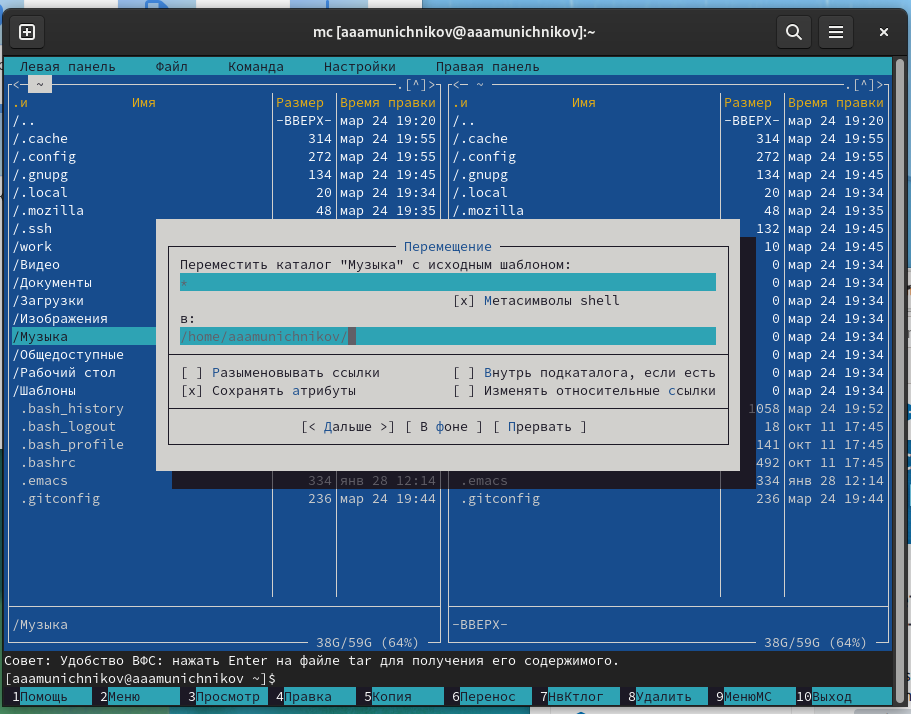 mc [aaamunichnikov@aaamunichnikov]:~
Левая панель Файл Команда Настройки Правая панель
<- ~ .[^]> <- ~ .[^]>
.и Имя Размер Время правки .и Имя Размер Время правки
/.. -ВВЕРХ- мар 24 19:20 /.. -ВВЕРХ- мар 24 19:20
/.cache 314 мар 24 19:55 /.cache 314 мар 24 19:55
/.config 272 мар 24 19:55 /.config 272 мар 24 19:55
/.gnupg 134 мар 24 19:45 /.gnupg 134 мар 24 19:45
/.local 20 мар 24 19:34 /.local 20 мар 24 19:34
/.mozilla 48 мар 24 19:35 /.mozilla 48 мар 24 19:35
/.ssh 132 мар 24 19:45
/work 10 мар 24 19:45
/Видео 0 мар 24 19:34
/Документы 0 мар 24 19:34
/Загрузки 0 мар 24 19:34
/Изображения 0 мар 24 19:34
/Музыка 0 мар 24 19:34
/Общедоступные 0 мар 24 19:34
/Рабочий стол 0 мар 24 19:34
/Шаблоны 0 мар 24 19:34
.bash_history 1058 мар 24 19:52
.bash_logout 18 окт 11 17:45
.bash_profile 141 окт 11 17:45
.bashrc 492 окт 11 17:45
.emacs 334 янв 28 12:14 .emacs 334 янв 28 12:14
.gitconfig 236 мар 24 19:44 .gitconfig 236 мар 24 19:44
Перемещение
Переместить каталог "Музыка" с исходным шаблоном:
*
[x] Метасимволы shell
в:
/home/aaamunichnikov/
[ ] Разыменовывать ссылки [ ] Внутрь подкаталога, если есть
[x] Сохранять атрибуты [ ] Изменять относительные ссылки
[< Дальше >] [ В фоне ] [ Прервать ]
/Музыка -ВВЕРХ-
38G/59G (64%) 38G/59G (64%)
Совет: Удобство ВФС: нажать Enter на файле tar для получения его содержимого.
[aaamunichnikov@aaamunichnikov ~]$
1Помощь 2Меню 3Просмотр 4Правка 5Копия 6Перенос 7НвКтлог 8Удалить 9МенюМС 10Выход